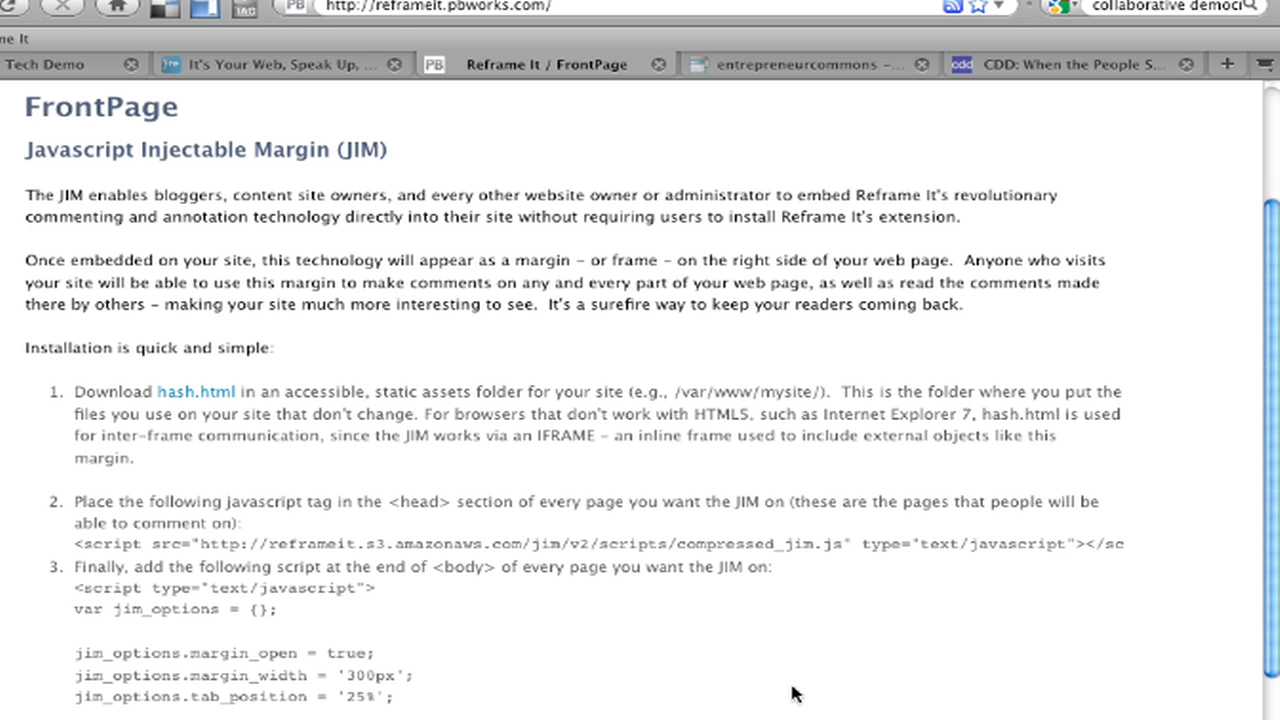 http://reframeit.pbworks.com/
collaborative democr
TAG
PB
me It
Tech Demo
It's Your Web, Speak Up, ...
PB
Reframe It / FrontPage
entrepreneurcommons -...
odd
CDD: When the People S...
FrontPage
Javascript Injectable Margin (JIM)
The JIM enables bloggers, content site owners, and every other website owner or administrator to embed Reframe It's revolutionary
commenting and annotation technology directly into their site without requiring users to install Reframe It's extension.
Once embedded on your site, this technology will appear as a margin - or frame - on the right side of your web page. Anyone who visits
your site will be able to use this margin to make comments on any and every part of your web page, as well as read the comments made
there by others - making your site much more interesting to see. It's a surefire way to keep your readers coming back.
Installation is quick and simple:
1. Download hash.html in an accessible, static assets folder for your site (e.g., /var/www/mysite/). This is the folder where you put the
files you use on your site that don't change. For browsers that don't work with HTML5, such as Internet Explorer 7, hash.html is used
for inter-frame communication, since the JIM works via an IFRAME - an inline frame used to include external objects like this
margin.
2. Place the following javascript tag in the <head> section of every page you want the JIM on (these are the pages that people will be
able to comment on):
<script src="http://reframeit.s3.amazonaws.com/jim/v2/scripts/compressed_jim.js" type="text/javascript"></sc
3. Finally, add the following script at the end of <body> of every page you want the JIM on:
<script type="text/javascript">
var jim_options = {};
jim_options.margin_open = true;
jim_options.margin_width = '300px';
jim_options.tab_position = '25%';